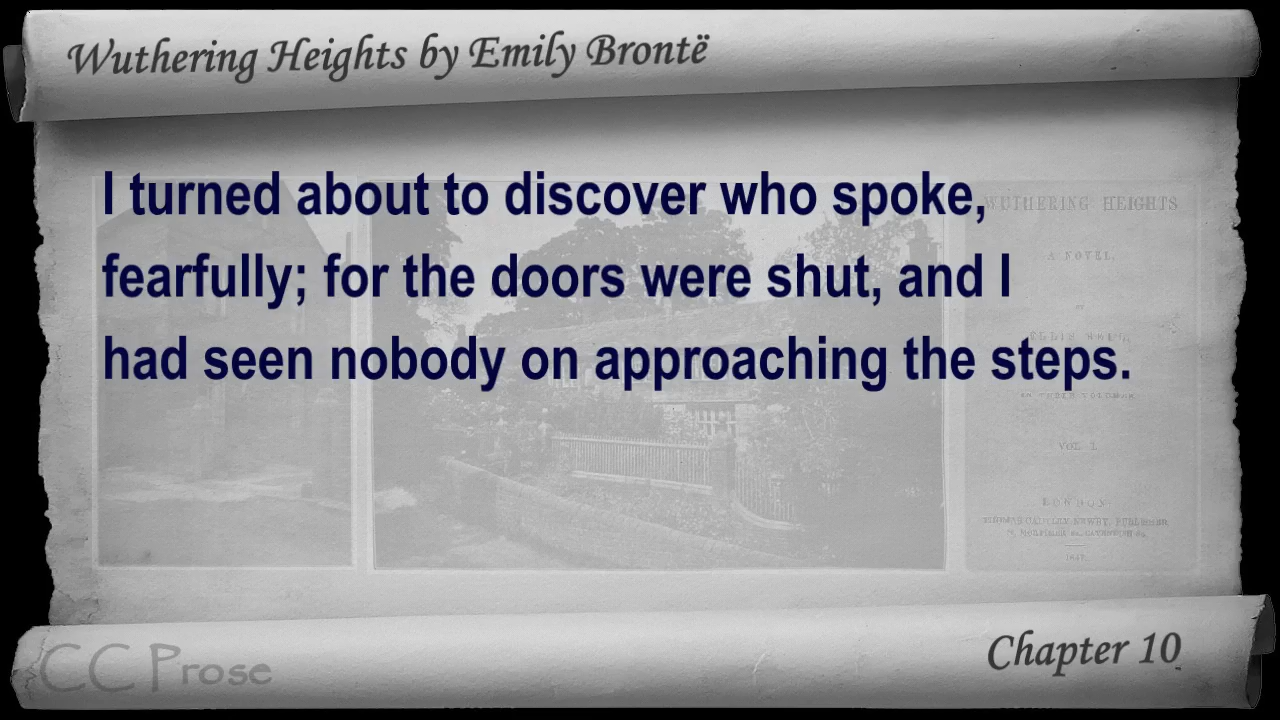 Wuthering Heights by Emily Brontë
I turned about to discover who spoke,
fearfully; for the doors were shut, and I
had seen nobody on approaching the steps.
WUTHERING HEIGHTS
A NOVEL,
VOL. I.
LONDON:
1847.
Chapter 10
CC Prose